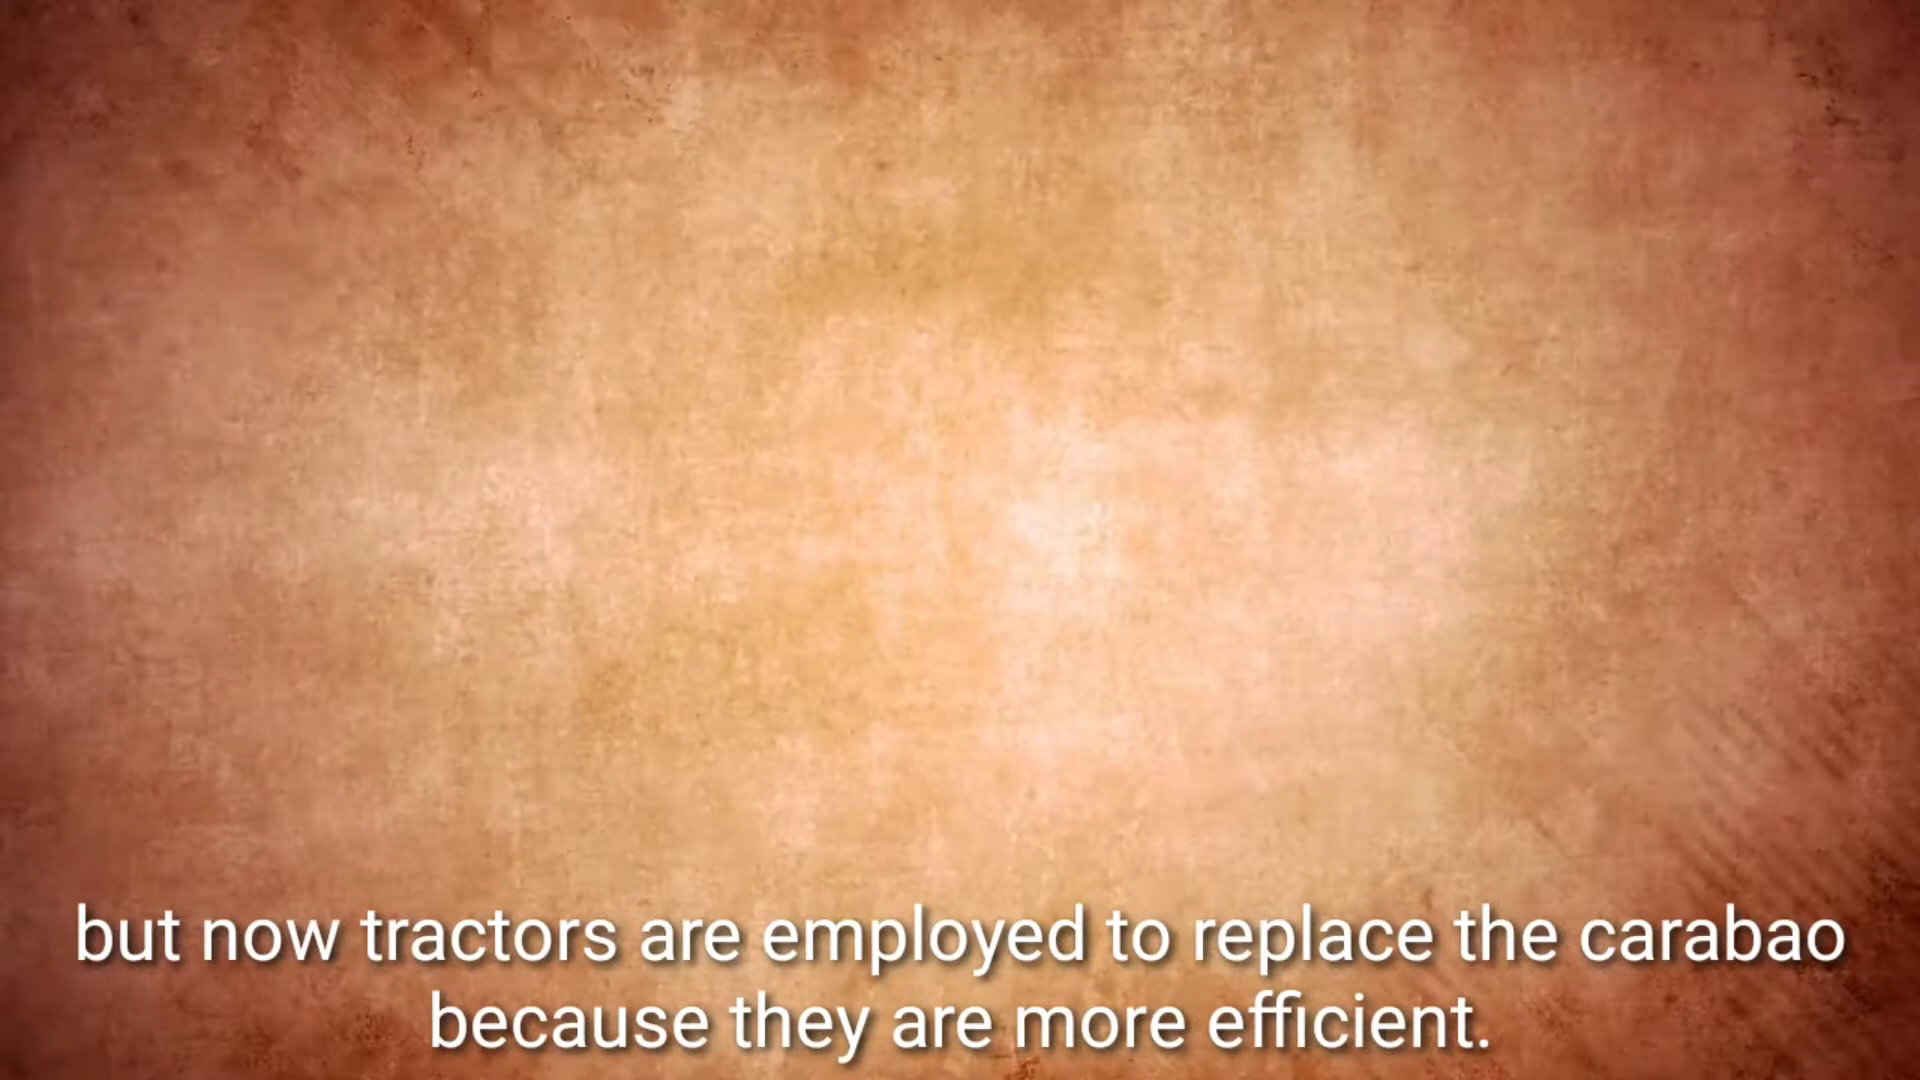 but now tractors are employed to replace the carabao
because they are more efficient.